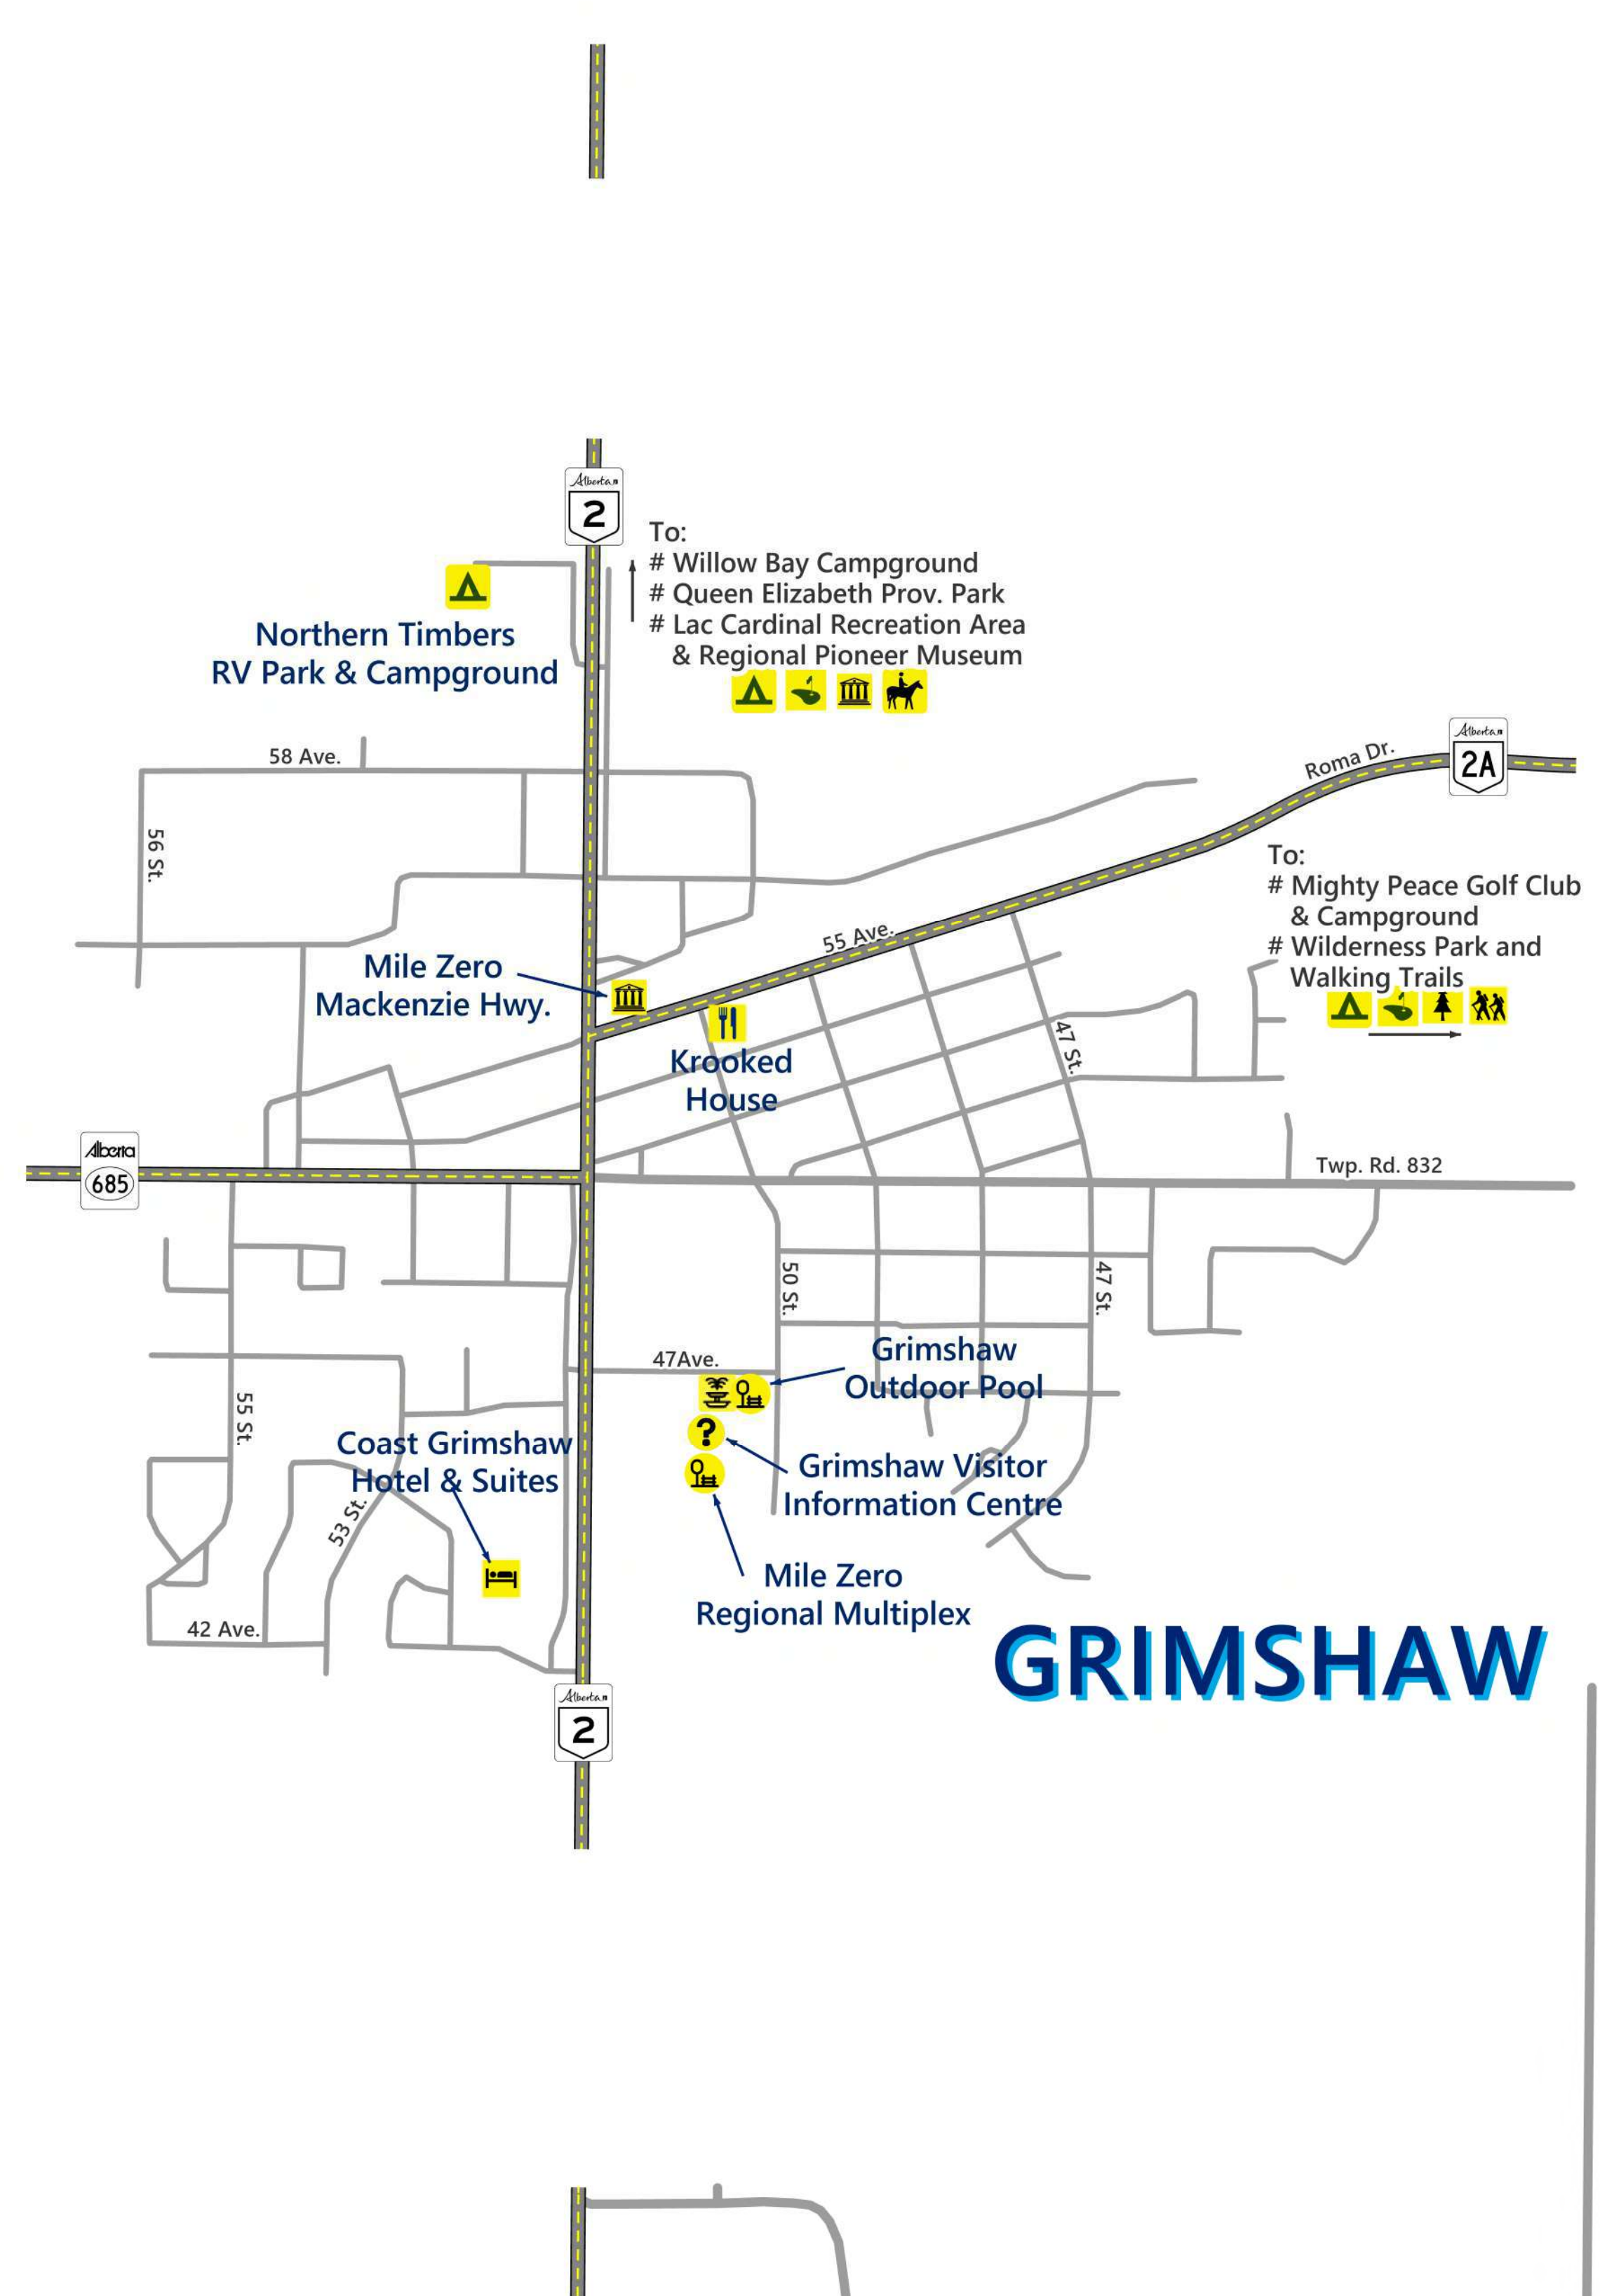 Alberta
2
To:
# Willow Bay Campground
# Queen Elizabeth Prov. Park
# Lac Cardinal Recreation Area
& Regional Pioneer Museum
Northern Timbers
RV Park & Campground
58 Ave.
56 St.
Roma Dr.
Alberta
2A
To:
# Mighty Peace Golf Club
& Campground
# Wilderness Park and
Walking Trails
55 Ave.
Mile Zero
Mackenzie Hwy.
Krooked
House
47 St.
Alberta
685
Twp. Rd. 832
50 St.
47 St.
47Ave.
Grimshaw
Outdoor Pool
?
55 St.
Coast Grimshaw
Hotel & Suites
Grimshaw Visitor
Information Centre
53 St.
Mile Zero
Regional Multiplex
42 Ave.
GRIMSHAW
Alberta
2